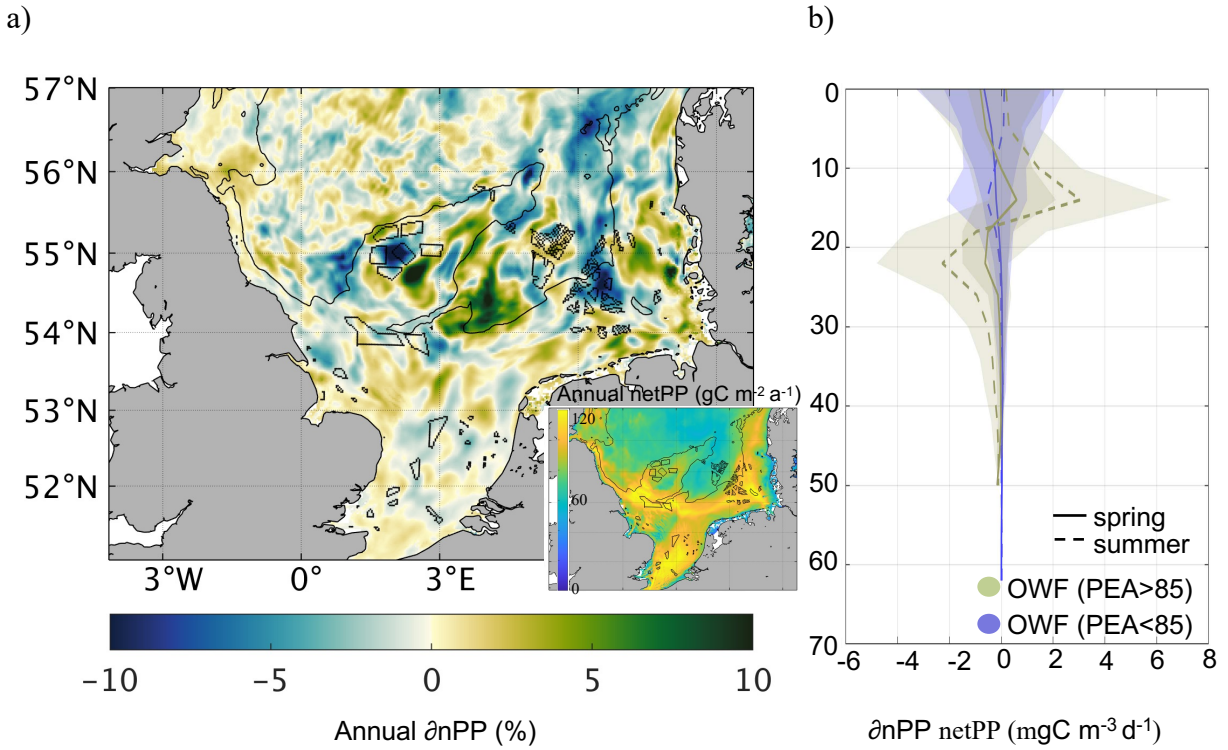 a)
57°N
56°N
55°N
54°N
53°N
52°N
3°W
0°
3°E
Annual netPP (gC m⁻² a⁻¹)
120
60
0
−10
−5
0
5
10
Annual ∂nPP (%)
b)
0
10
20
30
40
50
60
70
spring
summer
OWF (PEA>85)
OWF (PEA<85)
-6
-4
-2
0
2
4
6
8
∂nPP netPP (mgC m⁻³ d⁻¹)